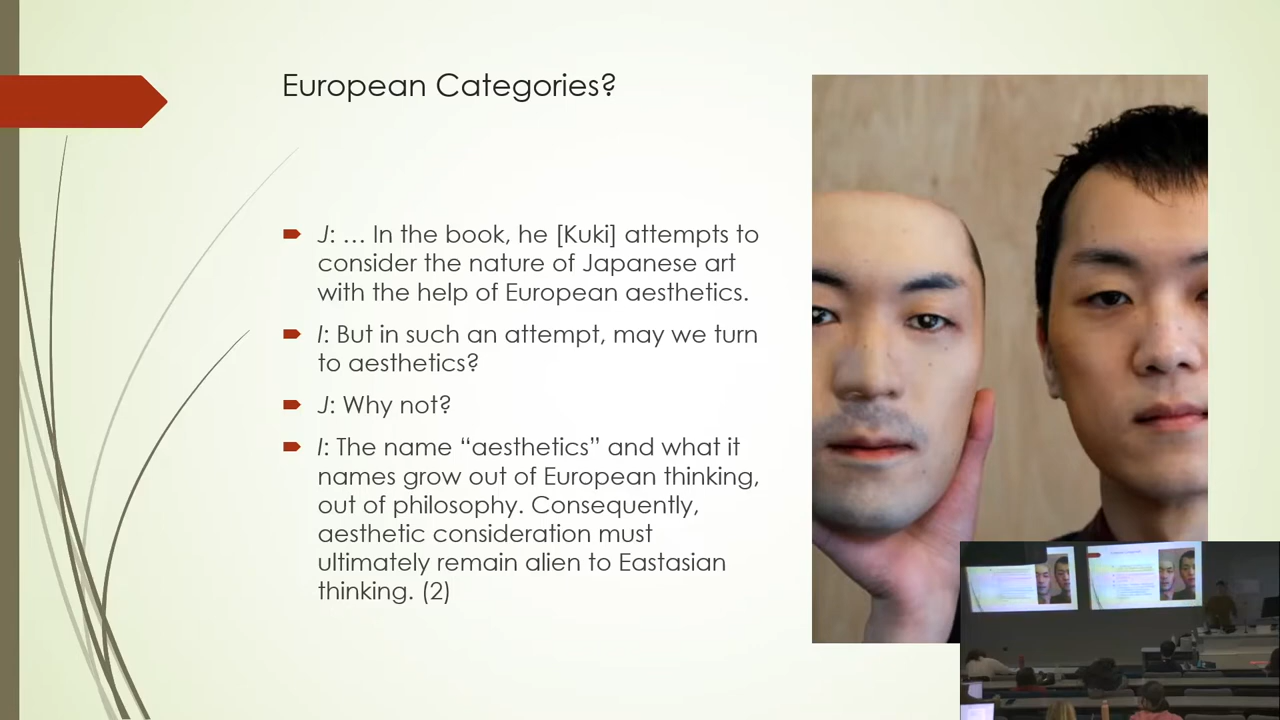 European Categories?
J: … In the book, he [Kuki] attempts to
consider the nature of Japanese art
with the help of European aesthetics.
I: But in such an attempt, may we turn
to aesthetics?
J: Why not?
I: The name “aesthetics” and what it
names grow out of European thinking,
out of philosophy. Consequently,
aesthetic consideration must
ultimately remain alien to Eastasian
thinking. (2)